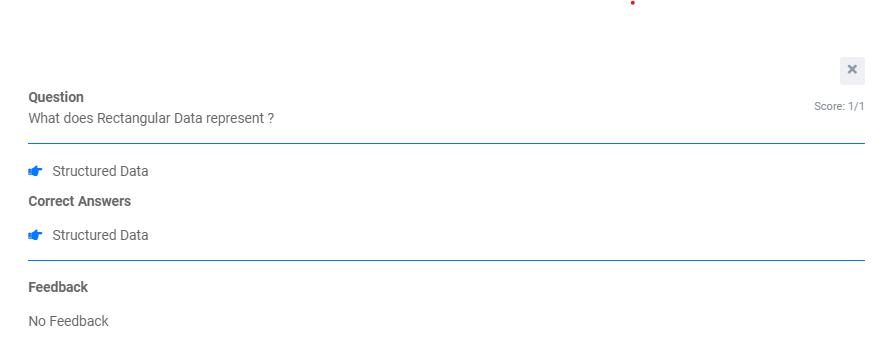 Question
What does Rectangular Data represent ?
Score: 1/1
Structured Data
Correct Answers
Structured Data
Feedback
No Feedback